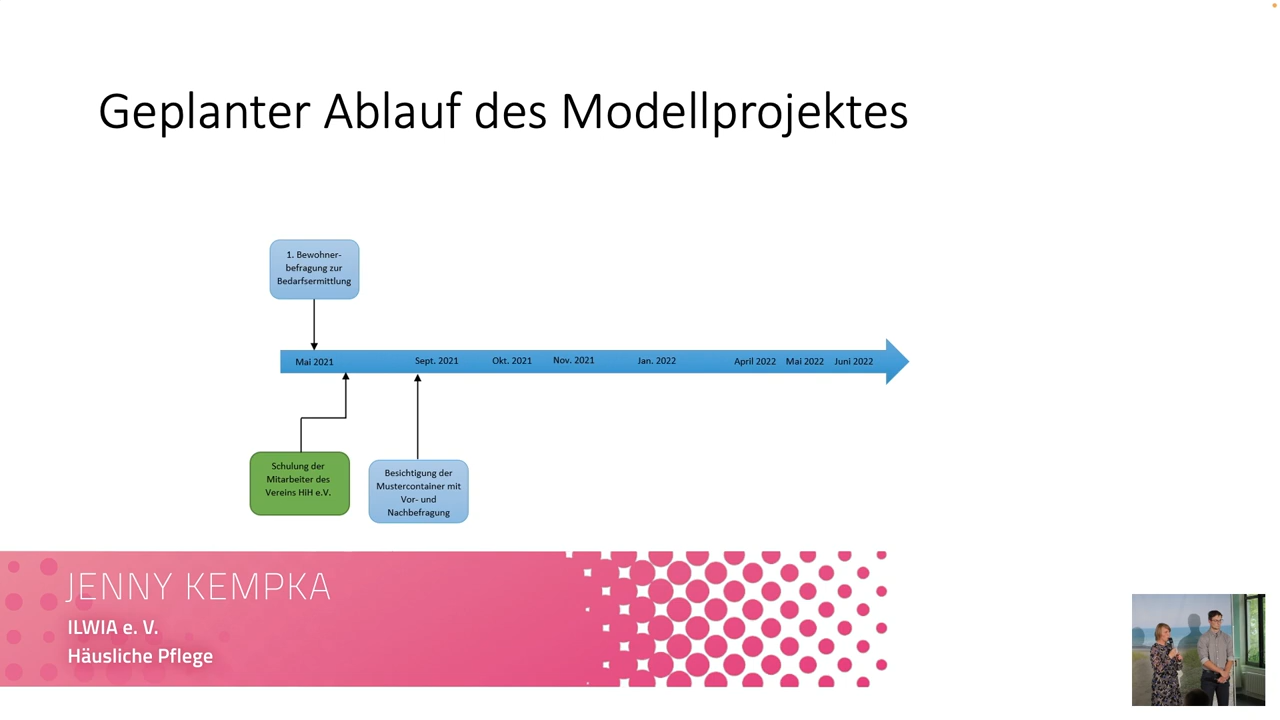 Geplanter Ablauf des Modellprojektes
1. Bewohner-
befragung zur
Bedarfsermittlung
Mai 2021 Sept. 2021 Okt. 2021 Nov. 2021 Jan. 2022 April 2022 Mai 2022 Juni 2022
Schulung der
Mitarbeiter des
Vereins HiH e.V.
Besichtigung der
Mustercontainer mit
Vor- und
Nachbefragung
JENNY KEMPKA
ILWIA e. V.
Häusliche Pflege